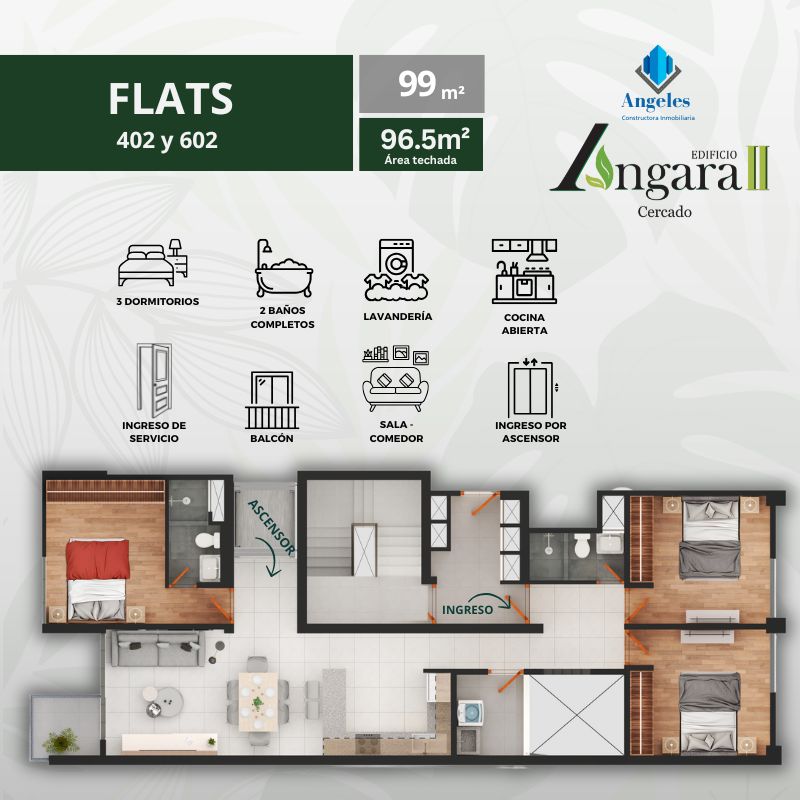 FLATS
402 y 602
99 m²
96.5m²
Área techada
Angeles
Constructora Inmobiliaria
EDIFICIO
Angara II
Cercado
3 DORMITORIOS
2 BAÑOS
COMPLETOS
LAVANDERÍA
COCINA
ABIERTA
INGRESO DE
SERVICIO
BALCÓN
SALA -
COMEDOR
INGRESO POR
ASCENSOR
ASCENSOR
INGRESO